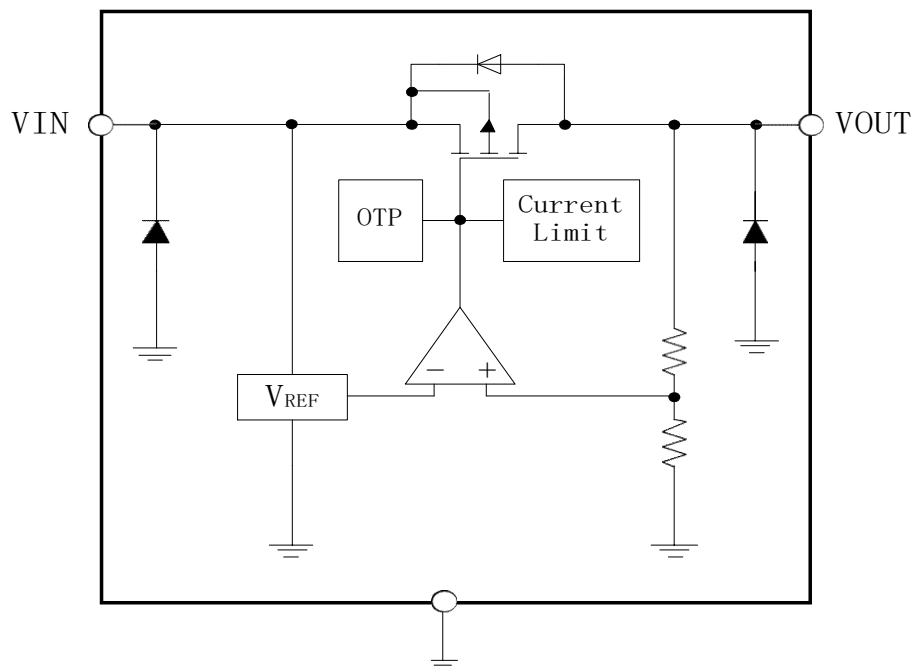 VIN
VOUT
OTP
Current
Limit
− +
VREF